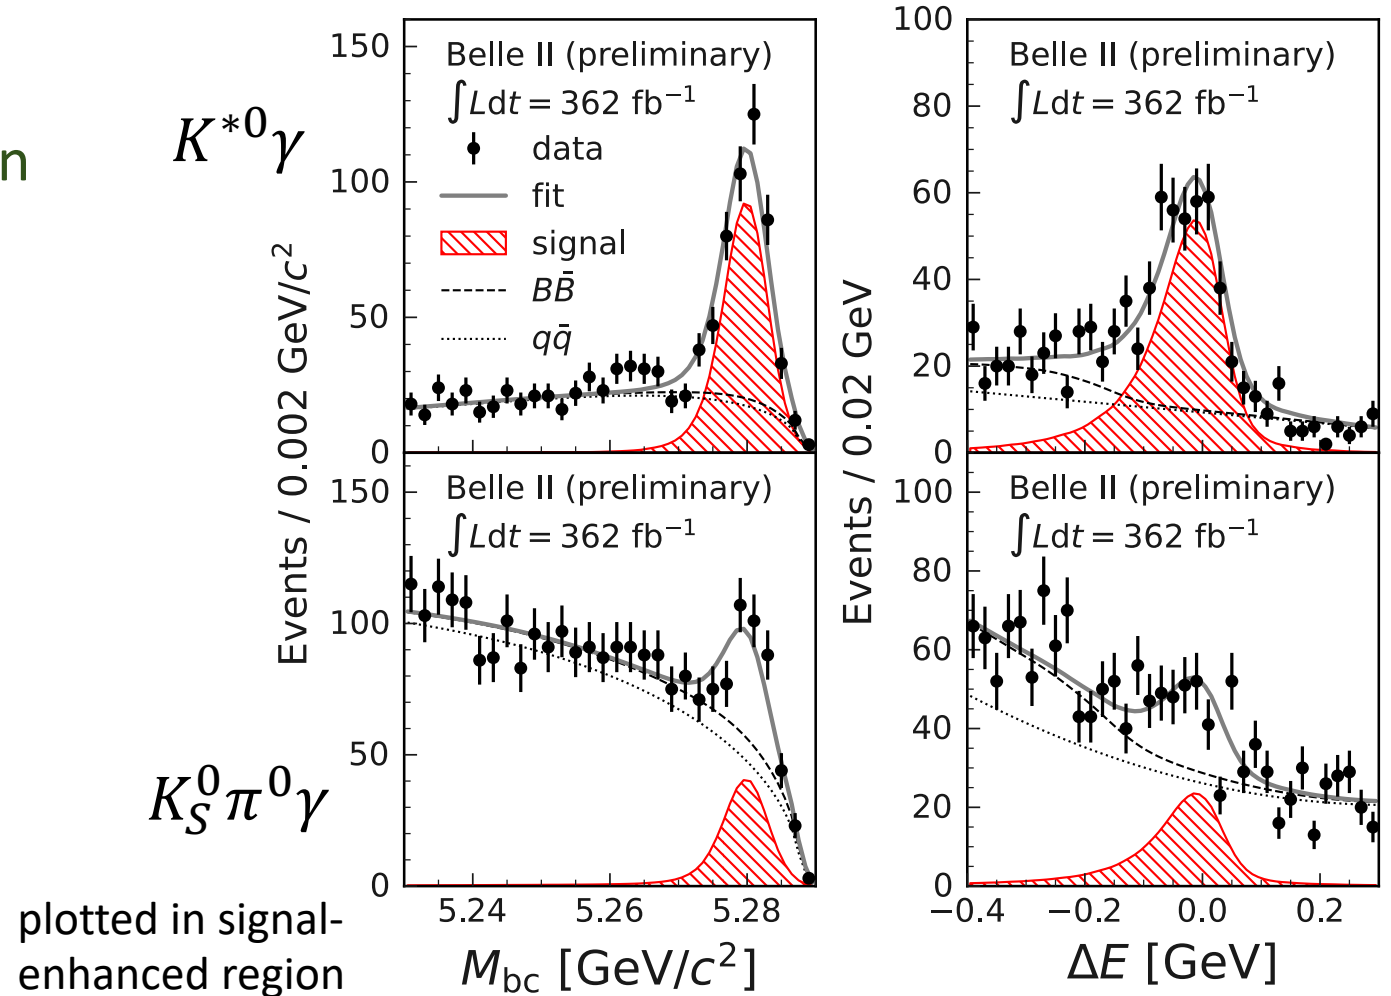 n
K*⁰γ
K⁰_S π⁰γ
plotted in signal-
enhanced region
Events / 0.002 GeV/c²
150
100
50
0
Belle II (preliminary)
∫Ldt = 362 fb⁻¹
data
fit
signal
BB̄
qq̄
Events / 0.02 GeV
100
80
60
40
20
0
Belle II (preliminary)
∫Ldt = 362 fb⁻¹
150
100
50
0
Belle II (preliminary)
∫Ldt = 362 fb⁻¹
5.24 5.26 5.28
M_bc [GeV/c²]
100
80
60
40
20
0
Belle II (preliminary)
∫Ldt = 362 fb⁻¹
−0.4 −0.2 0.0 0.2
ΔE [GeV]